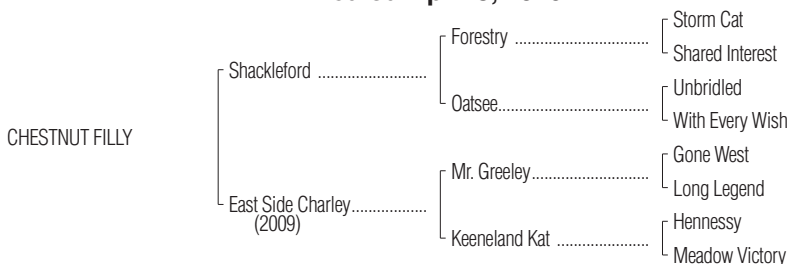 Storm Cat
Forestry ................................
Shared Interest
Shackleford ..........................
Unbridled
Oatsee...................................
With Every Wish
CHESTNUT FILLY
Gone West
Mr. Greeley............................
Long Legend
East Side Charley..................
(2009)
Hennessy
Keeneland Kat ......................
Meadow Victory